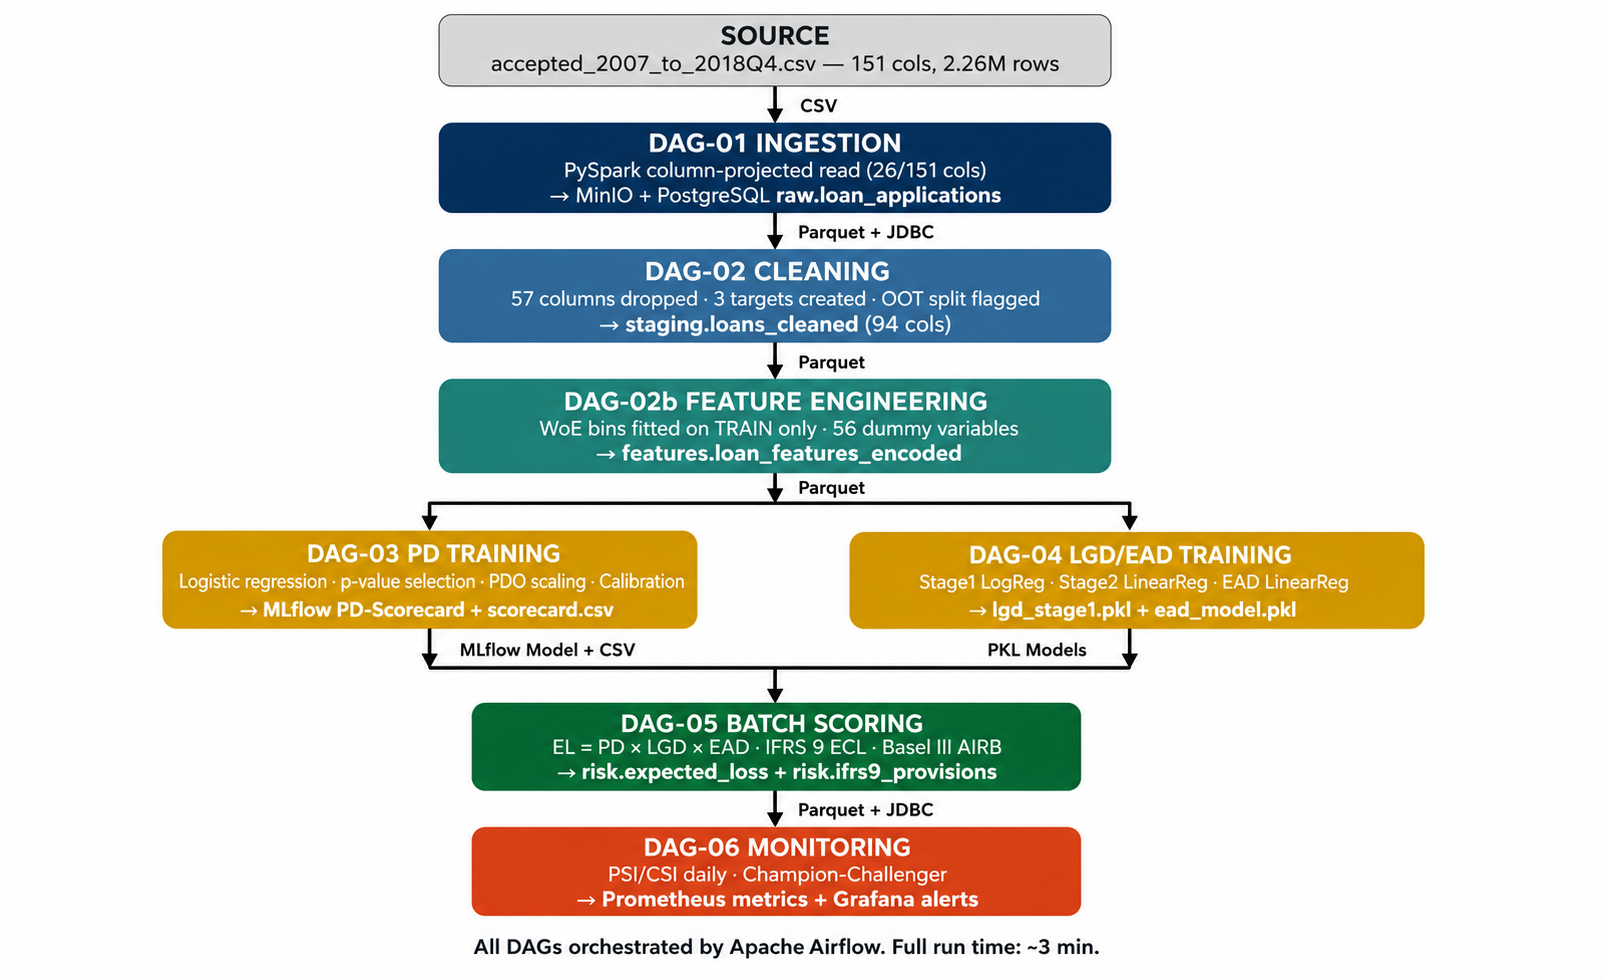 SOURCE
accepted_2007_to_2018Q4.csv — 151 cols, 2.26M rows
CSV
DAG-01 INGESTION
PySpark column-projected read (26/151 cols)
→ MinIO + PostgreSQL raw.loan_applications
Parquet + JDBC
DAG-02 CLEANING
57 columns dropped · 3 targets created · OOT split flagged
→ staging.loans_cleaned (94 cols)
Parquet
DAG-02b FEATURE ENGINEERING
WoE bins fitted on TRAIN only · 56 dummy variables
→ features.loan_features_encoded
Parquet
DAG-03 PD TRAINING
Logistic regression · p-value selection · PDO scaling · Calibration
→ MLflow PD-Scorecard + scorecard.csv
DAG-04 LGD/EAD TRAINING
Stage1 LogReg · Stage2 LinearReg · EAD LinearReg
→ lgd_stage1.pkl + ead_model.pkl
MLflow Model + CSV
PKL Models
DAG-05 BATCH SCORING
EL = PD × LGD × EAD · IFRS 9 ECL · Basel III AIRB
→ risk.expected_loss + risk.ifrs9_provisions
Parquet + JDBC
DAG-06 MONITORING
PSI/CSI daily · Champion-Challenger
→ Prometheus metrics + Grafana alerts
All DAGs orchestrated by Apache Airflow. Full run time: ~3 min.